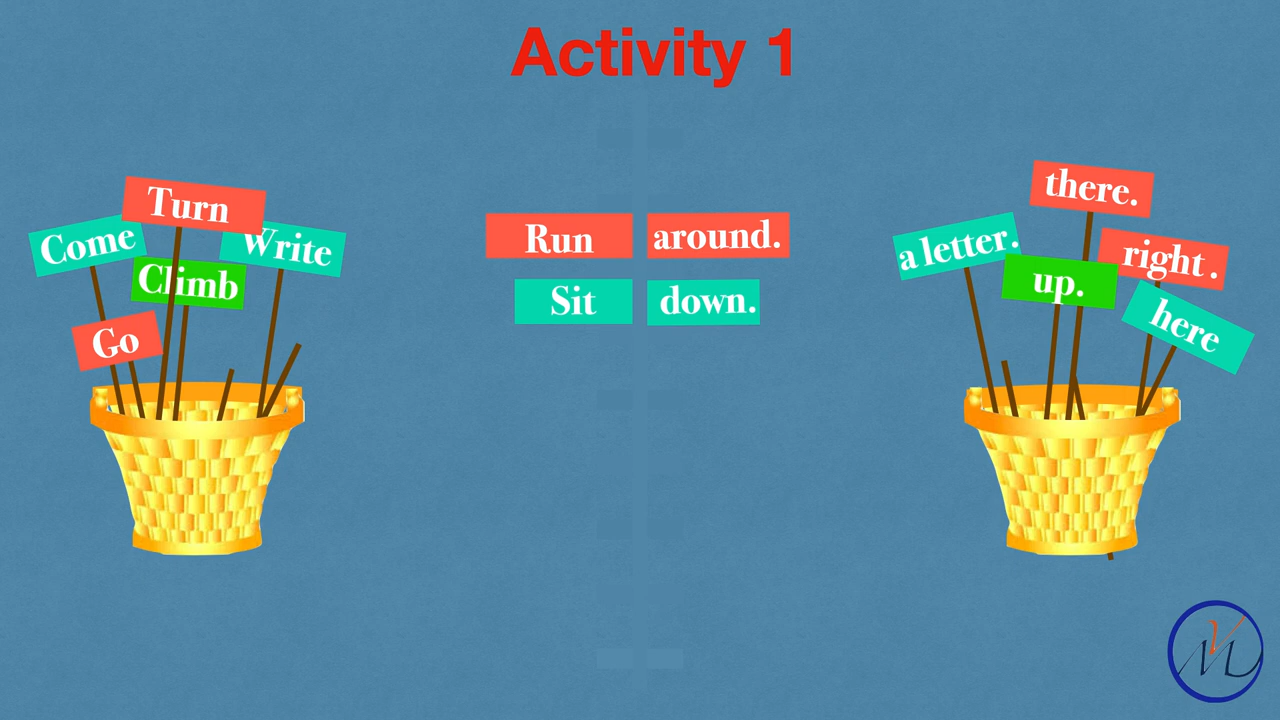 Activity 1
Turn
Come
Write
Climb
Go
Run around.
Sit down.
there.
a letter.
right .
up.
here